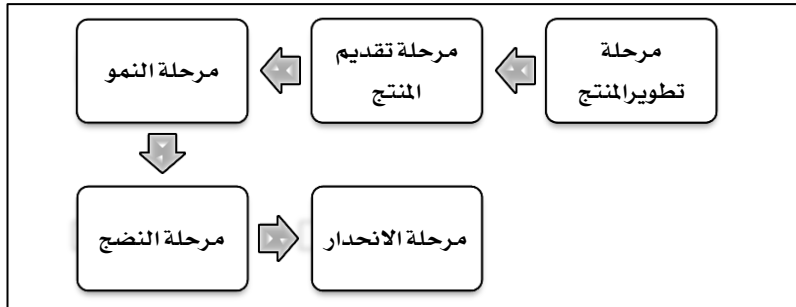 مرحلة
تطويرالمنتج
مرحلة تقديم
المنتج
مرحلة النمو
مرحلة النضج
مرحلة الانحدار